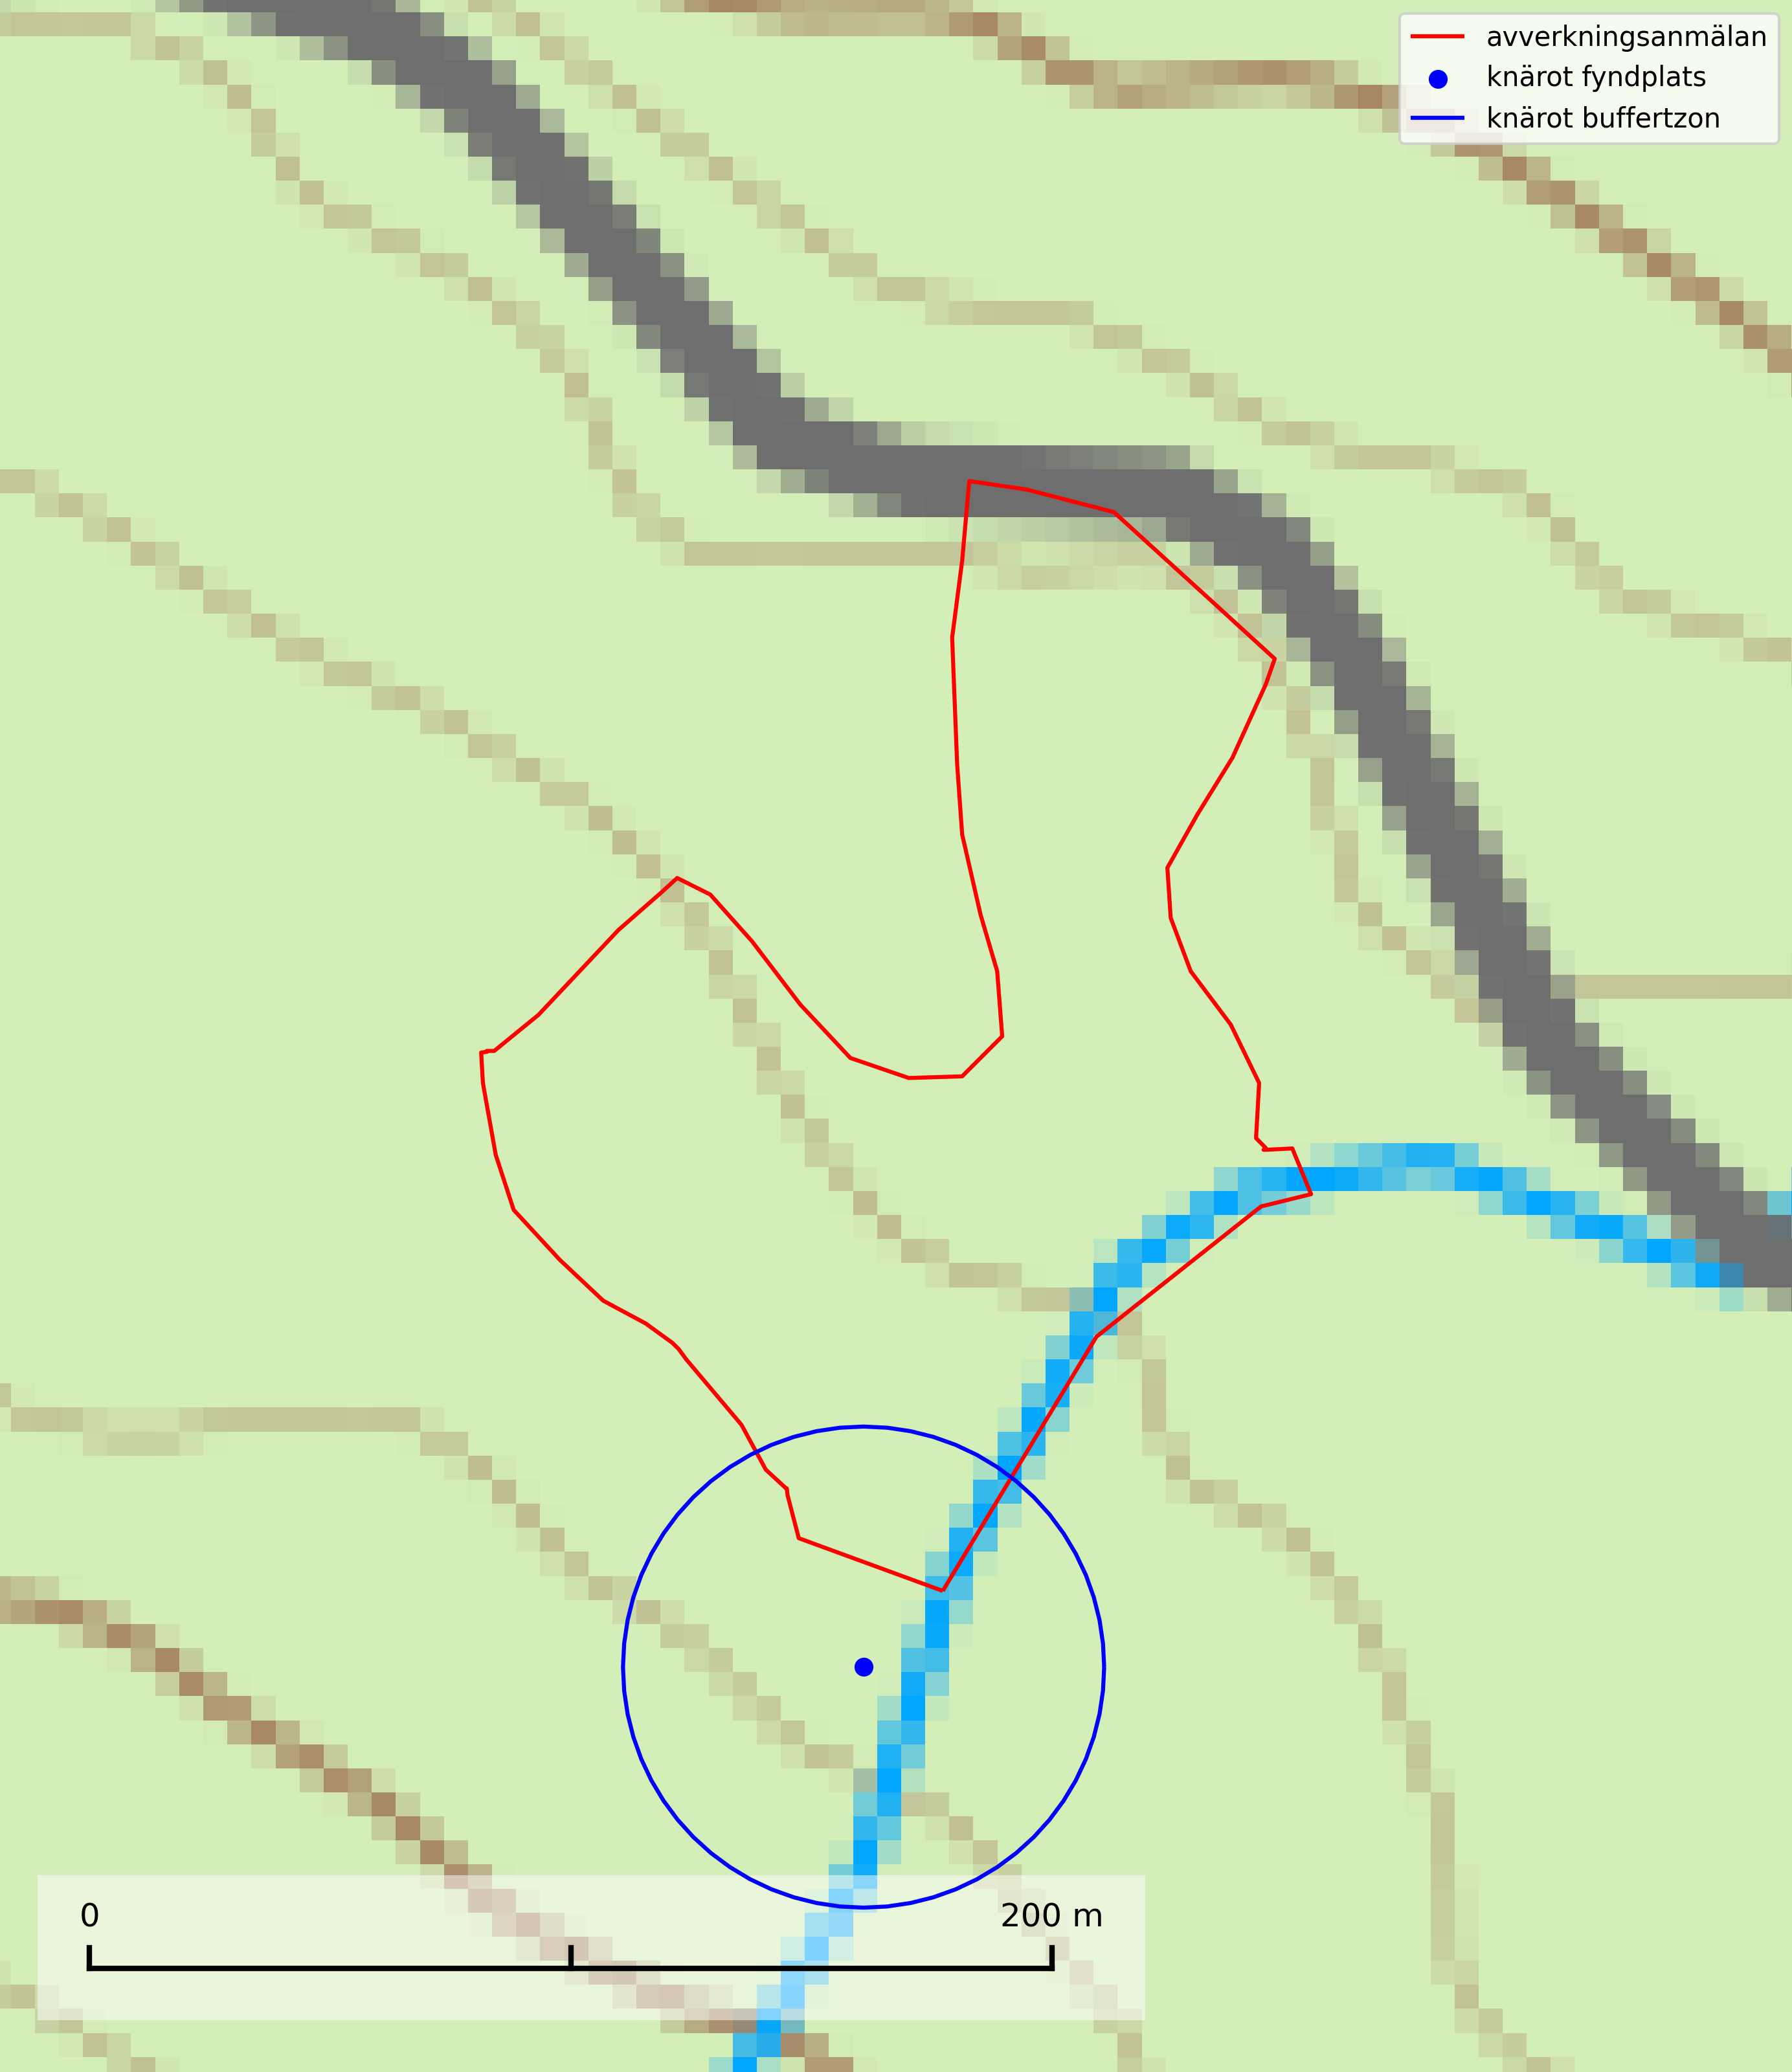 avverkningsanmälan
knärot fyndplats
knärot buffertzon
0 200 m